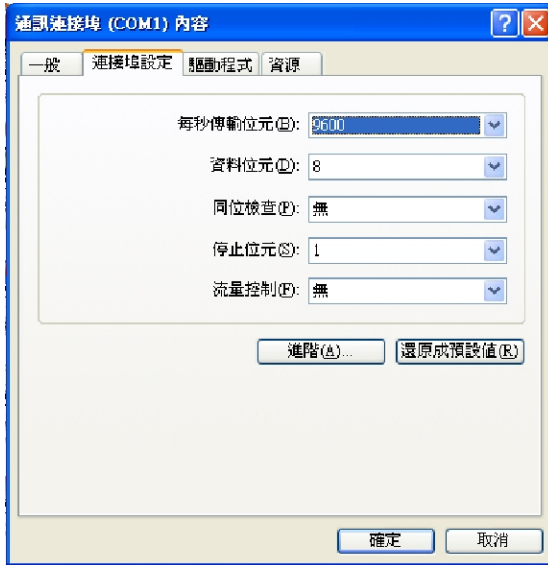 通訊連接埠 (COM1) 內容
一般 連接埠設定 驅動程式 資源
每秒傳輸位元(B): 9600
資料位元(D): 8
同位檢查(P): 無
停止位元(S): 1
流量控制(F): 無
進階(A)... 還原成預設值(R)
確定 取消